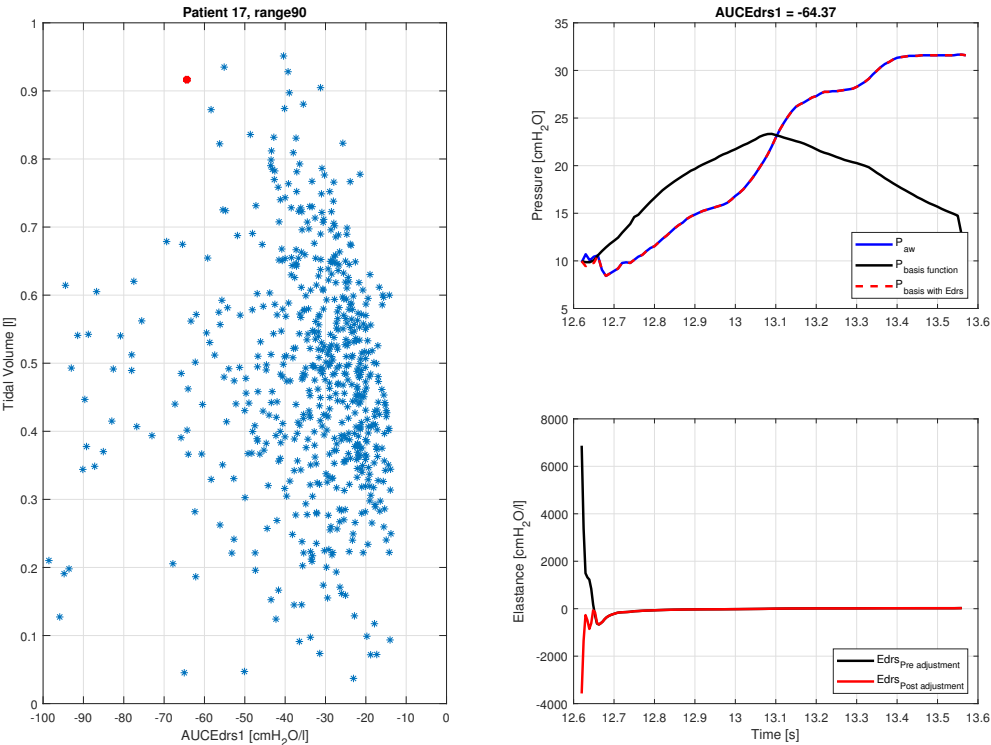 Patient 17, range90
1
0.9
0.8
0.7
0.6
0.5
0.4
0.3
0.2
0.1
0
-100 -90 -80 -70 -60 -50 -40 -30 -20 -10 0
Tidal Volume [l]
AUCEdrs1 [cmH2O/l]
AUCEdrs1 = -64.37
35
30
25
20
15
10
5
12.6 12.7 12.8 12.9 13 13.1 13.2 13.3 13.4 13.5 13.6
Pressure [cmH2O]
Paw
Pbasis function
Pbasis with Edrs
8000
6000
4000
2000
0
-2000
-4000
12.6 12.7 12.8 12.9 13 13.1 13.2 13.3 13.4 13.5 13.6
Elastance [cmH2O/l]
Time [s]
EdrsPre adjustment
EdrsPost adjustment